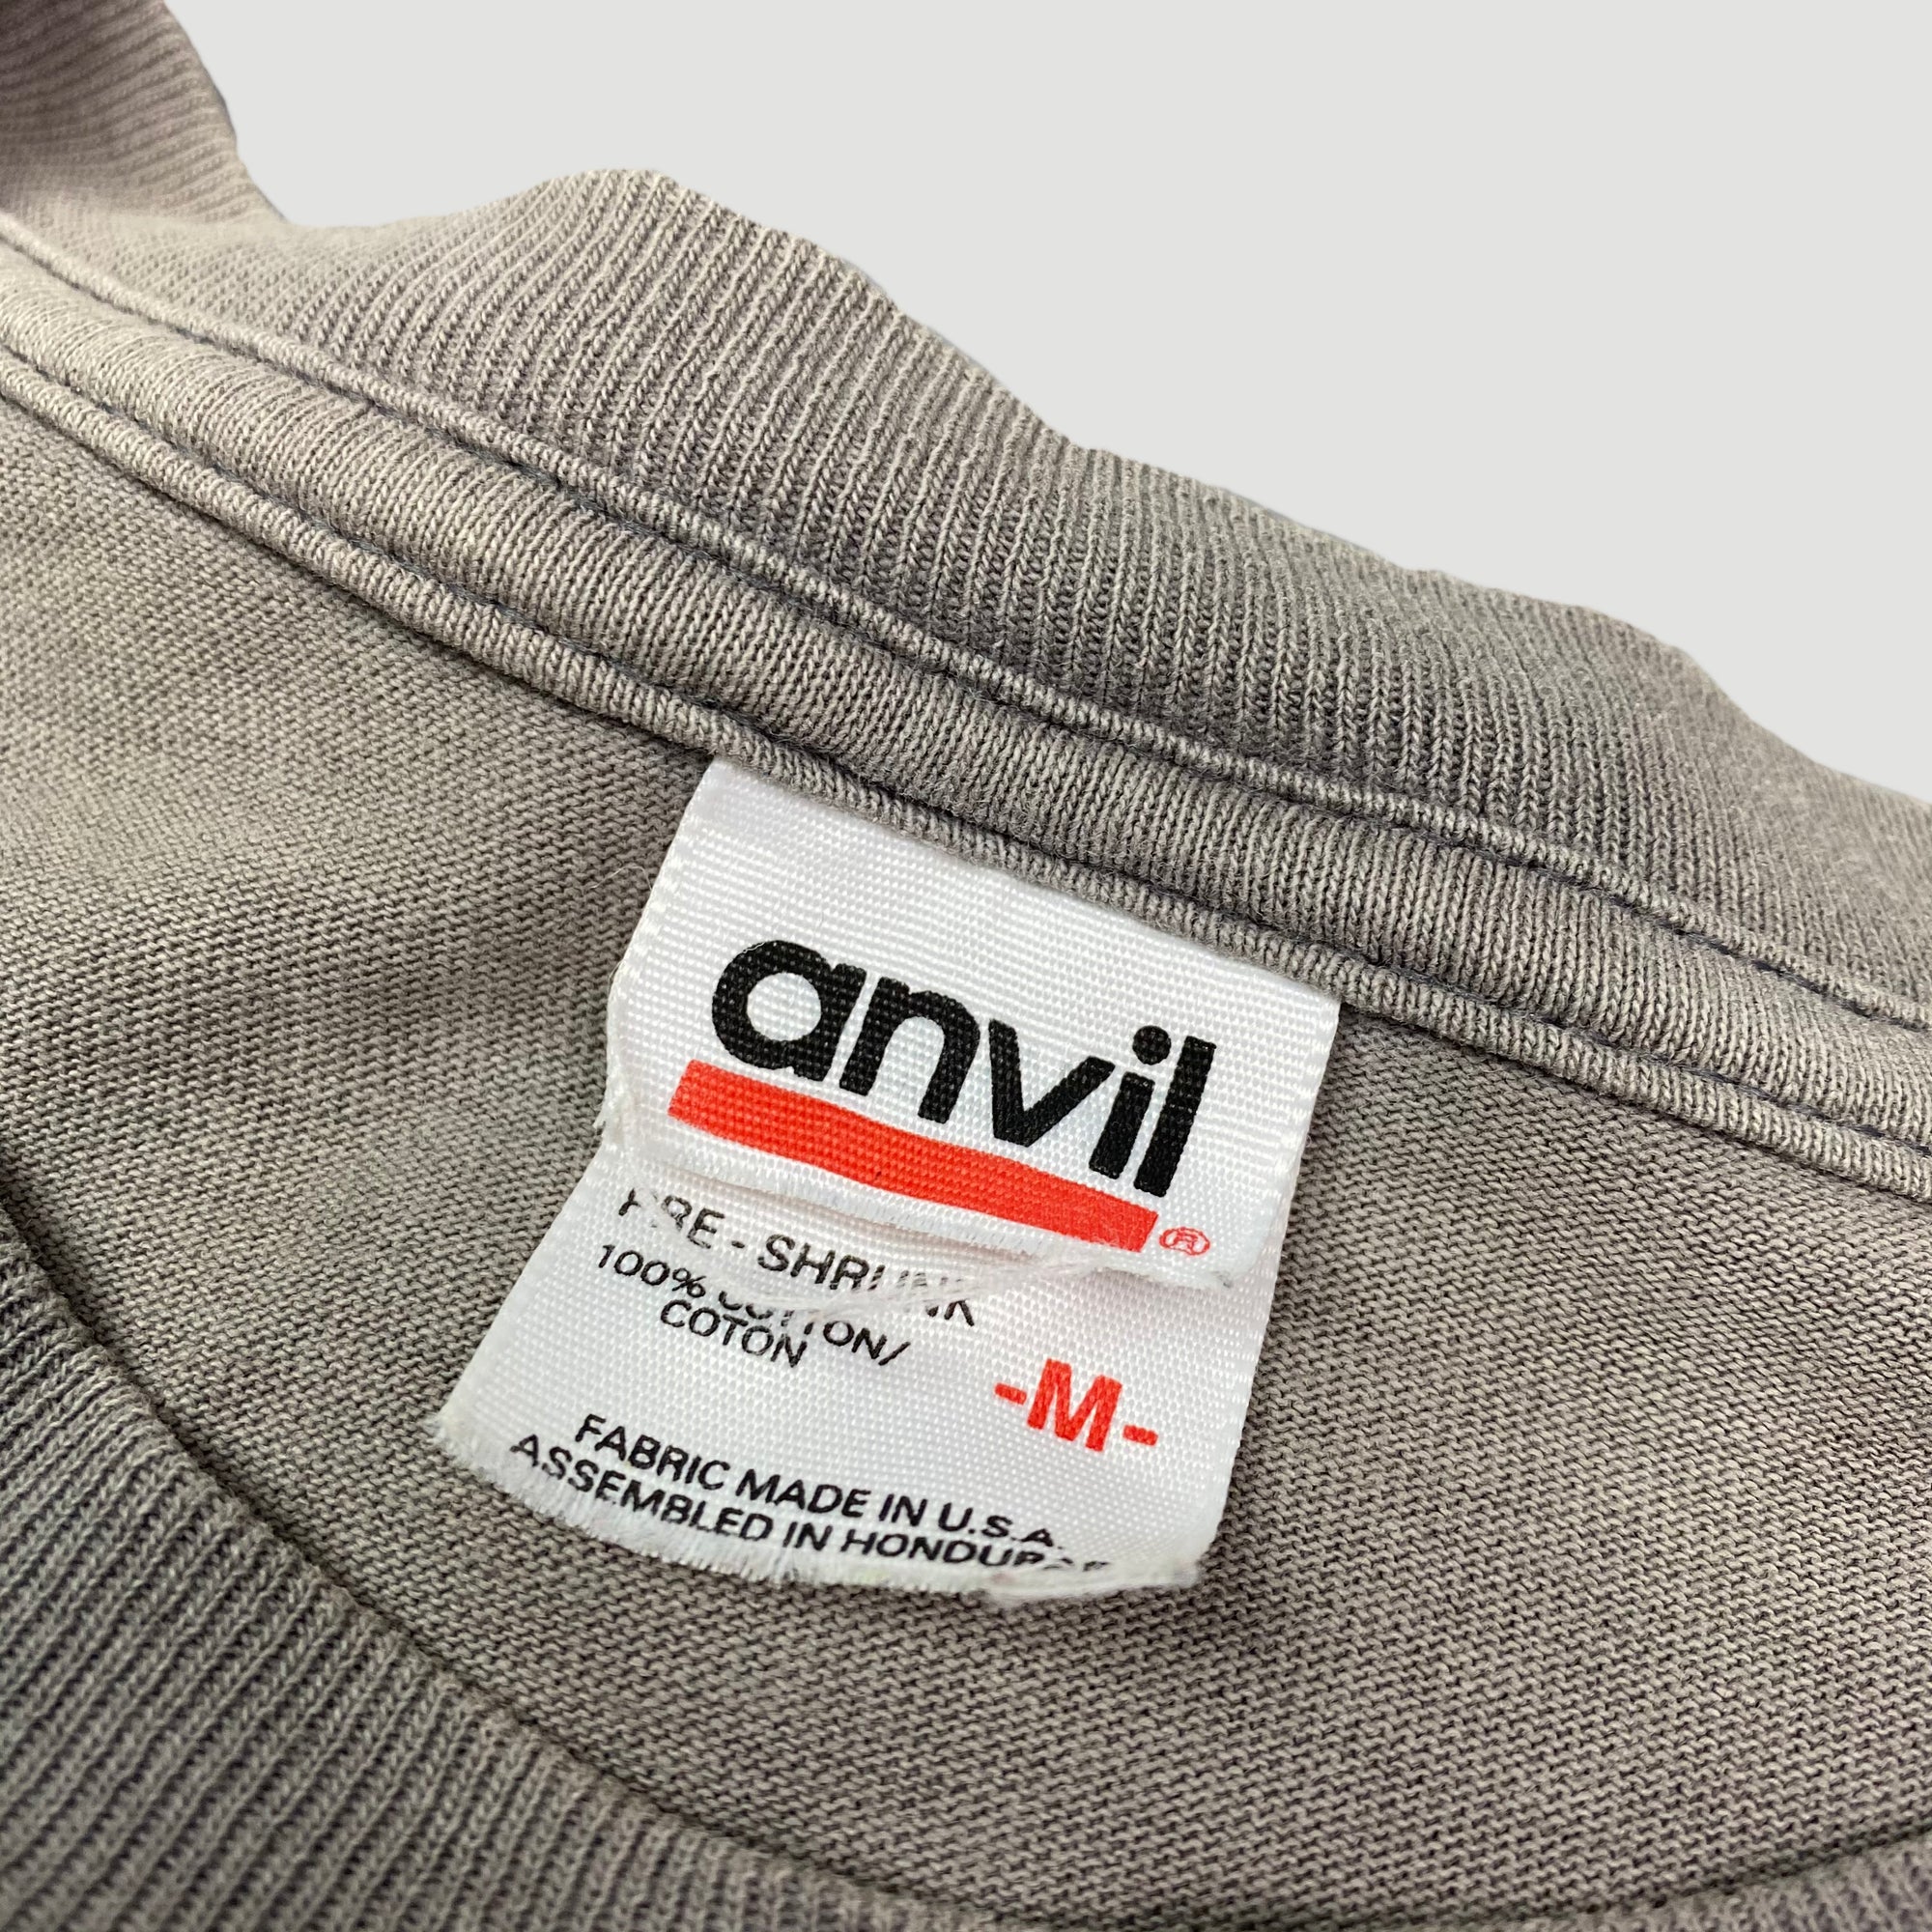 anvil®
PRE - SHRUNK
100% COTTON/
COTON
-M-
FABRIC MADE IN U.S.A.
ASSEMBLED IN HONDURAS